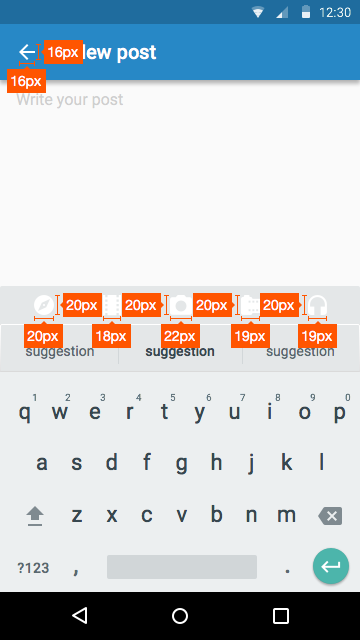 12:30
16px
New post
16px
Write your post
20px 20px 20px 20px
20px 18px 22px 19px 19px
suggestion suggestion suggestion
1 2 3 4 5 6 7 8 9 0
q w e r t y u i o p
a s d f g h j k l
z x c v b n m
?123 , .